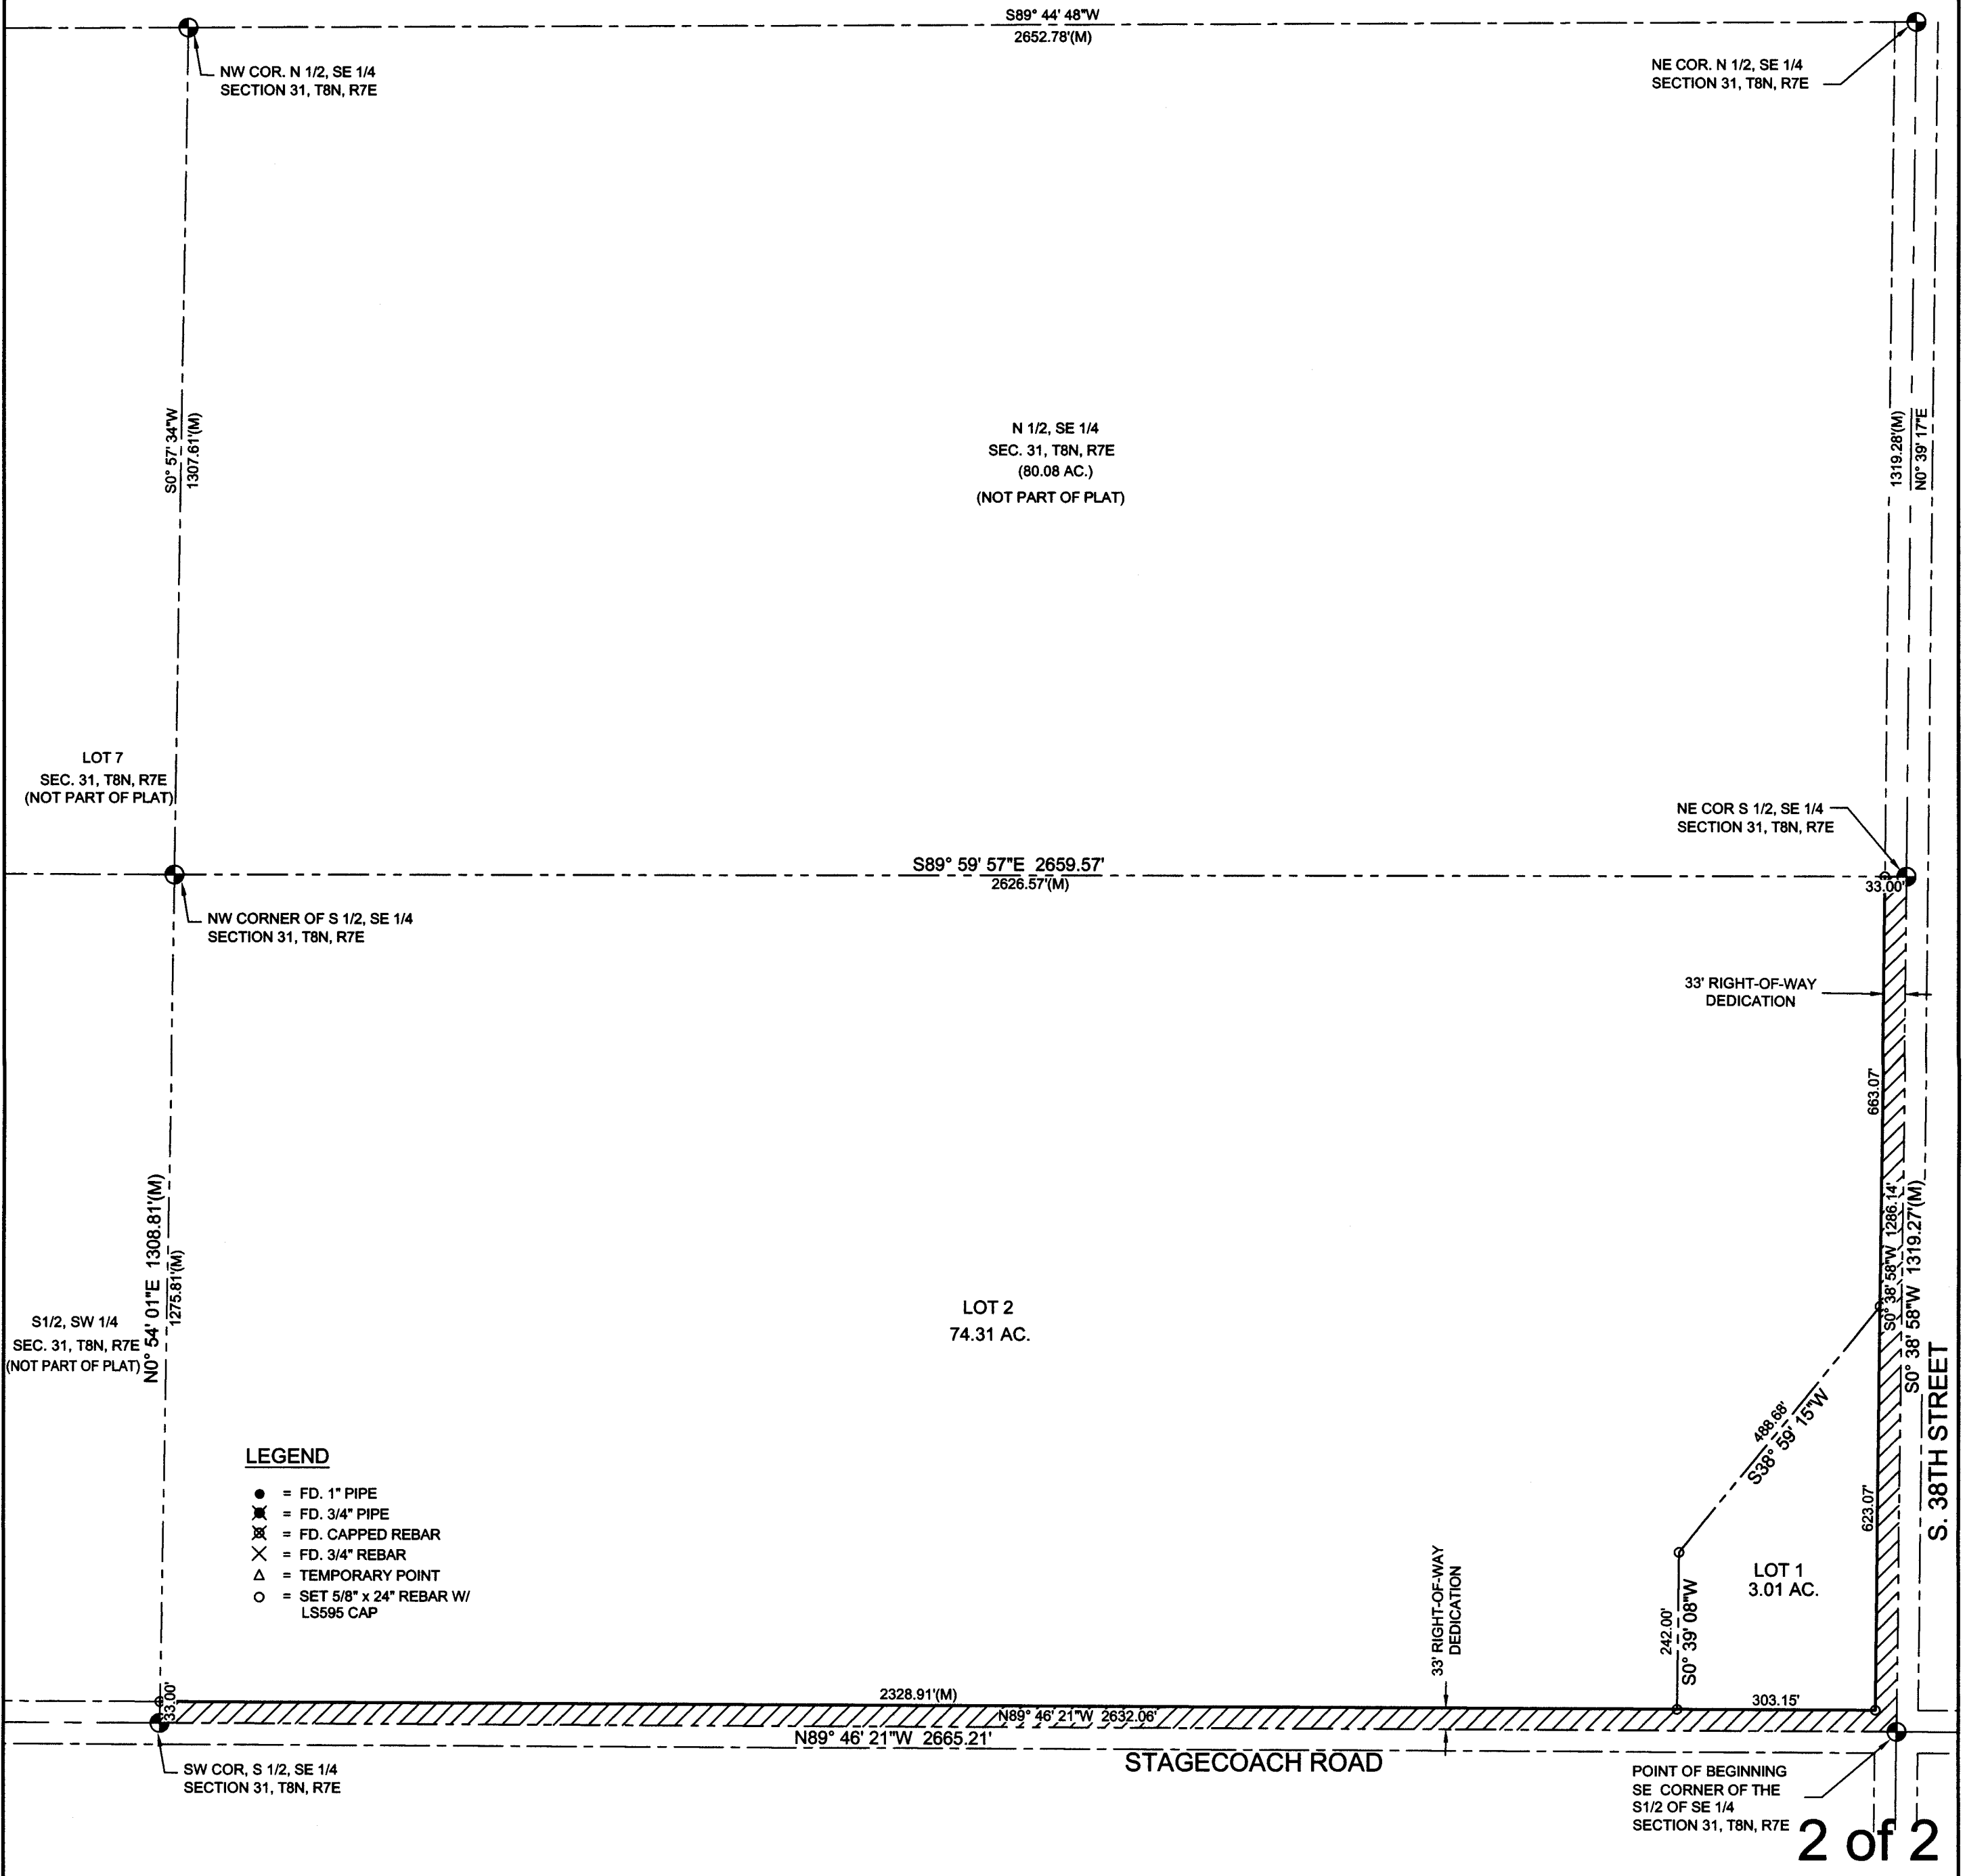 S89° 44' 48"W
2652.78'(M)
NW COR. N 1/2, SE 1/4
SECTION 31, T8N, R7E
NE COR. N 1/2, SE 1/4
SECTION 31, T8N, R7E
S0° 57' 34"W
1307.61'(M)
N 1/2, SE 1/4
SEC. 31, T8N, R7E
(80.08 AC.)
(NOT PART OF PLAT)
1319.28'(M)
N0° 39' 17"E
LOT 7
SEC. 31, T8N, R7E
(NOT PART OF PLAT)
NE COR S 1/2, SE 1/4
SECTION 31, T8N, R7E
S89° 59' 57"E 2659.57'
2626.57'(M)
33.00'
NW CORNER OF S 1/2, SE 1/4
SECTION 31, T8N, R7E
33' RIGHT-OF-WAY
DEDICATION
663.07'
N0° 54' 01"E 1308.81'(M)
1275.81'(M)
S0° 38' 58"W 1286.14'
S0° 38' 58"W 1319.27'(M)
S1/2, SW 1/4
SEC. 31, T8N, R7E
(NOT PART OF PLAT)
LOT 2
74.31 AC.
488.68'
S38° 59' 15"W
S. 38TH STREET
LEGEND
= FD. 1" PIPE
= FD. 3/4" PIPE
= FD. CAPPED REBAR
= FD. 3/4" REBAR
= TEMPORARY POINT
= SET 5/8" x 24" REBAR W/
LS595 CAP
623.07'
33' RIGHT-OF-WAY
DEDICATION
242.00'
S0° 39' 08"W
LOT 1
3.01 AC.
33.00'
2328.91'(M)
303.15'
N89° 46' 21"W 2632.06'
N89° 46' 21"W 2665.21'
STAGECOACH ROAD
SW COR, S 1/2, SE 1/4
SECTION 31, T8N, R7E
POINT OF BEGINNING
SE CORNER OF THE
S1/2 OF SE 1/4
SECTION 31, T8N, R7E
2 of 2